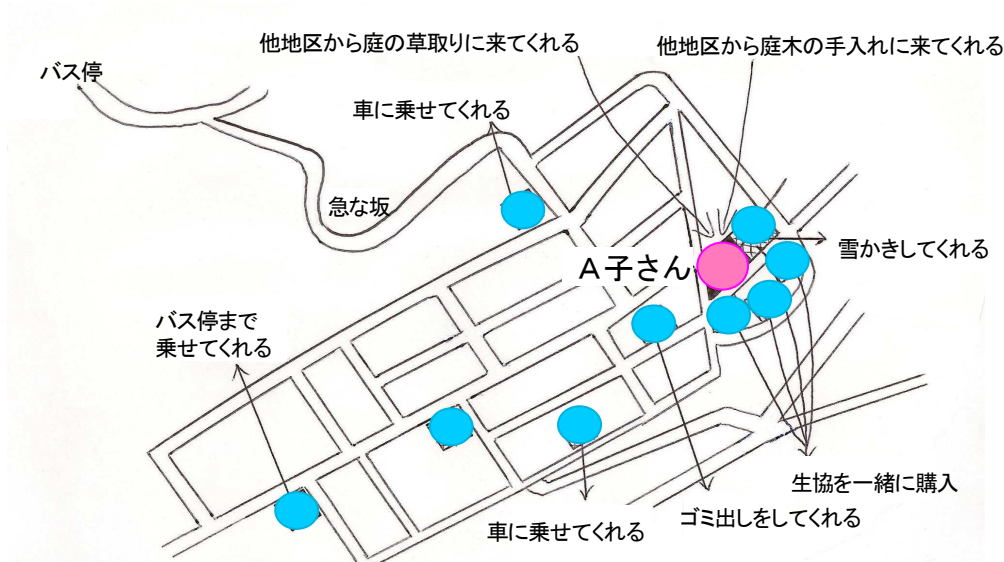 他地区から庭の草取りに来てくれる
他地区から庭木の手入れに来てくれる
バス停
車に乗せてくれる
急な坂
雪かきしてくれる
A子さん
バス停まで
乗せてくれる
生協を一緒に購入
ゴミ出しをしてくれる
車に乗せてくれる